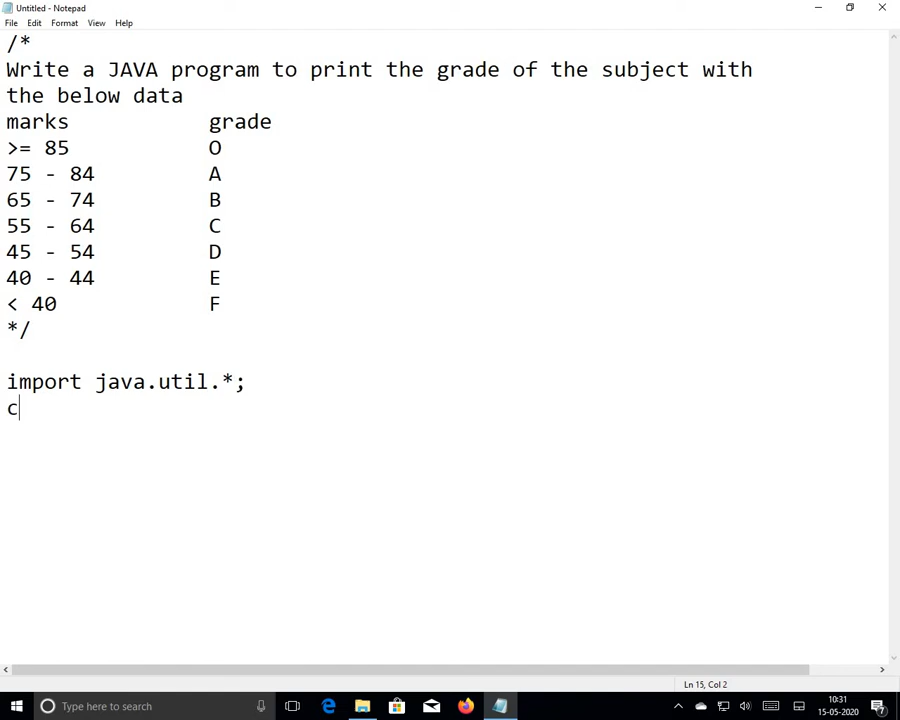 Untitled - Notepad
File Edit Format View Help
/*
Write a JAVA program to print the grade of the subject with
the below data
marks grade
>= 85 O
75 - 84 A
65 - 74 B
55 - 64 C
45 - 54 D
40 - 44 E
< 40 F
*/
import java.util.*;
c
Ln 15, Col 2
Type here to search
10:31
15-05-2020
7